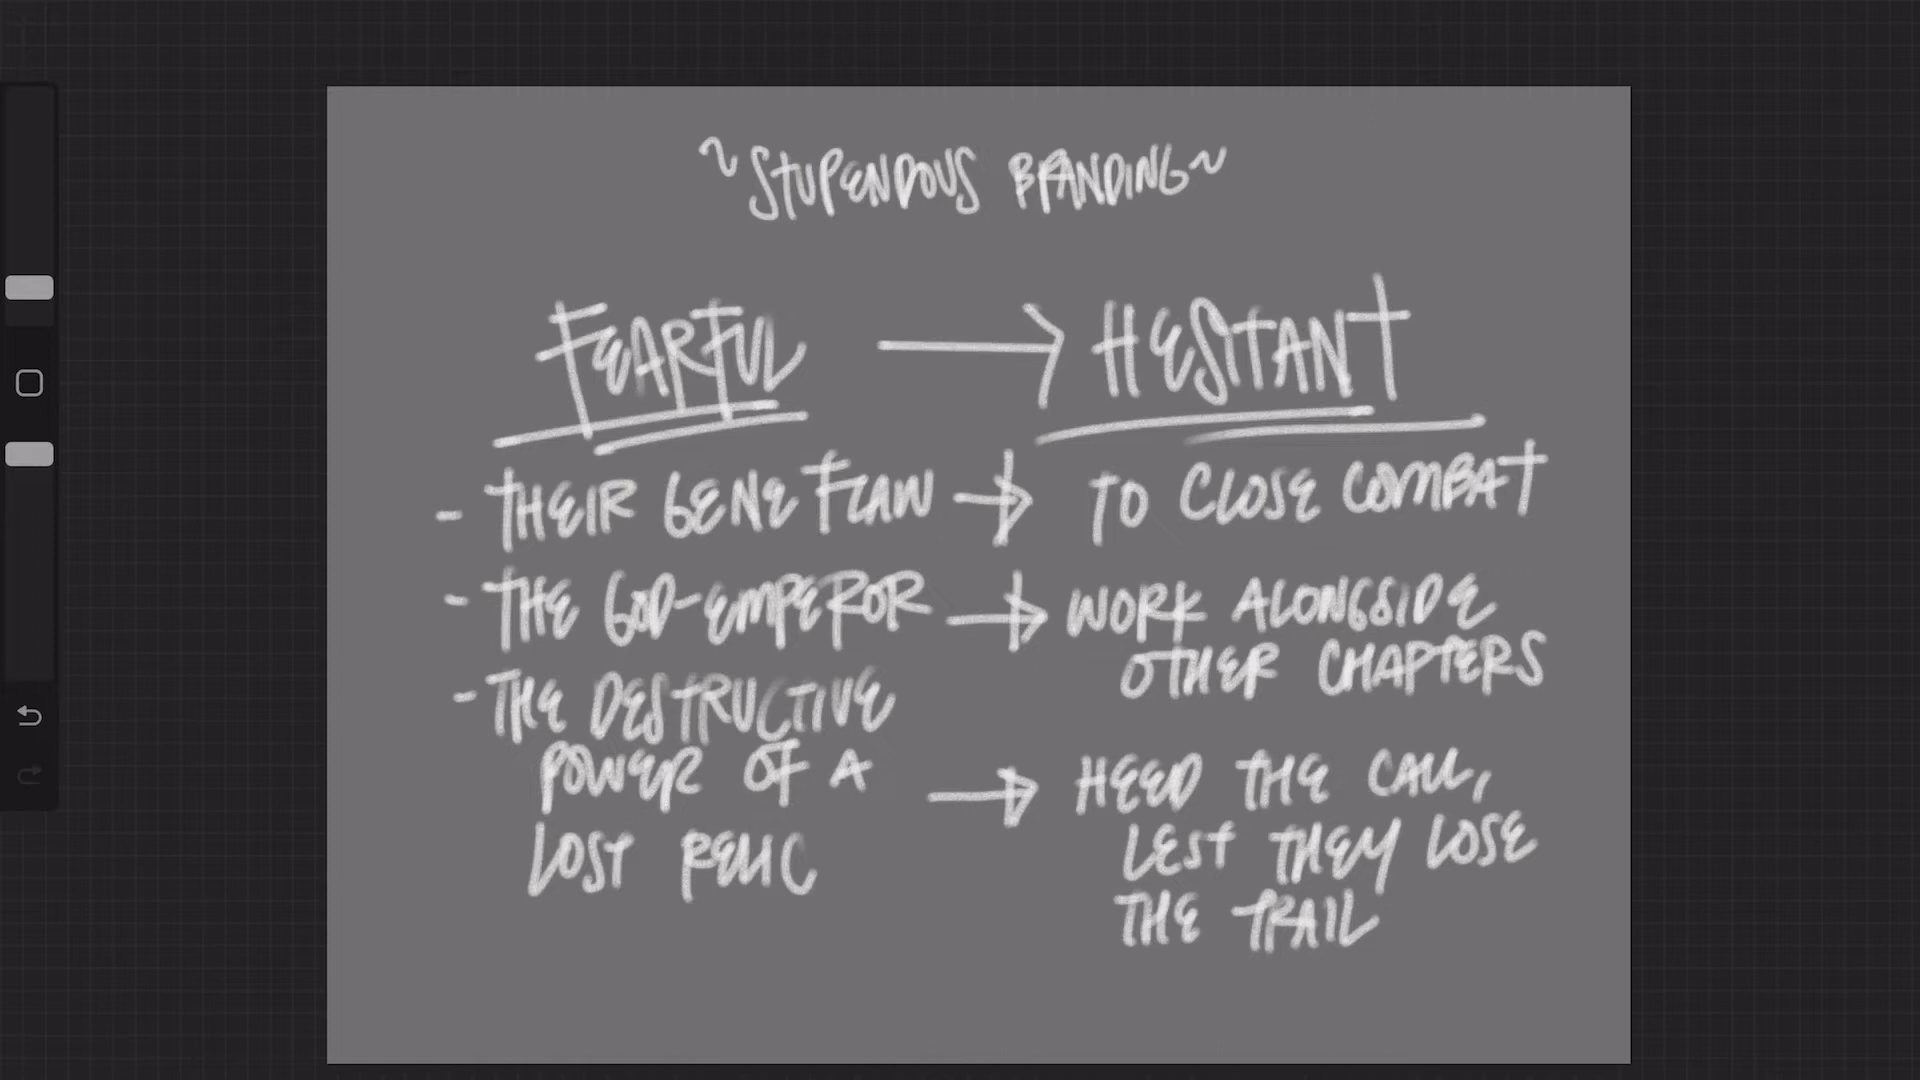 ~STUPENDOUS BRANDING~
FEARFUL → HESITANT
- THEIR GENE FLAW → TO CLOSE COMBAT
- THE GOD-EMPEROR → WORK ALONGSIDE
OTHER CHAPTERS
- THE DESTRUCTIVE
POWER OF A → HEED THE CALL,
LOST RELIC LEST THEY LOSE
THE TRAIL